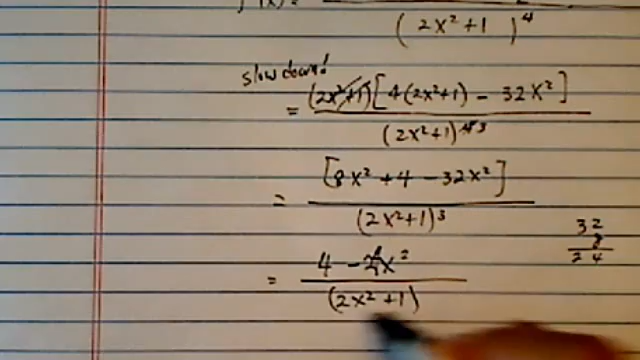 (2x² + 1)⁴
slow down!
= (2x²+1)[4(2x²+1) - 32x²]
(2x²+1)⁴ ³
= [8x² + 4 - 32x²]
(2x²+1)³
32
8
24
= 4 - 24x²
(2x² + 1)